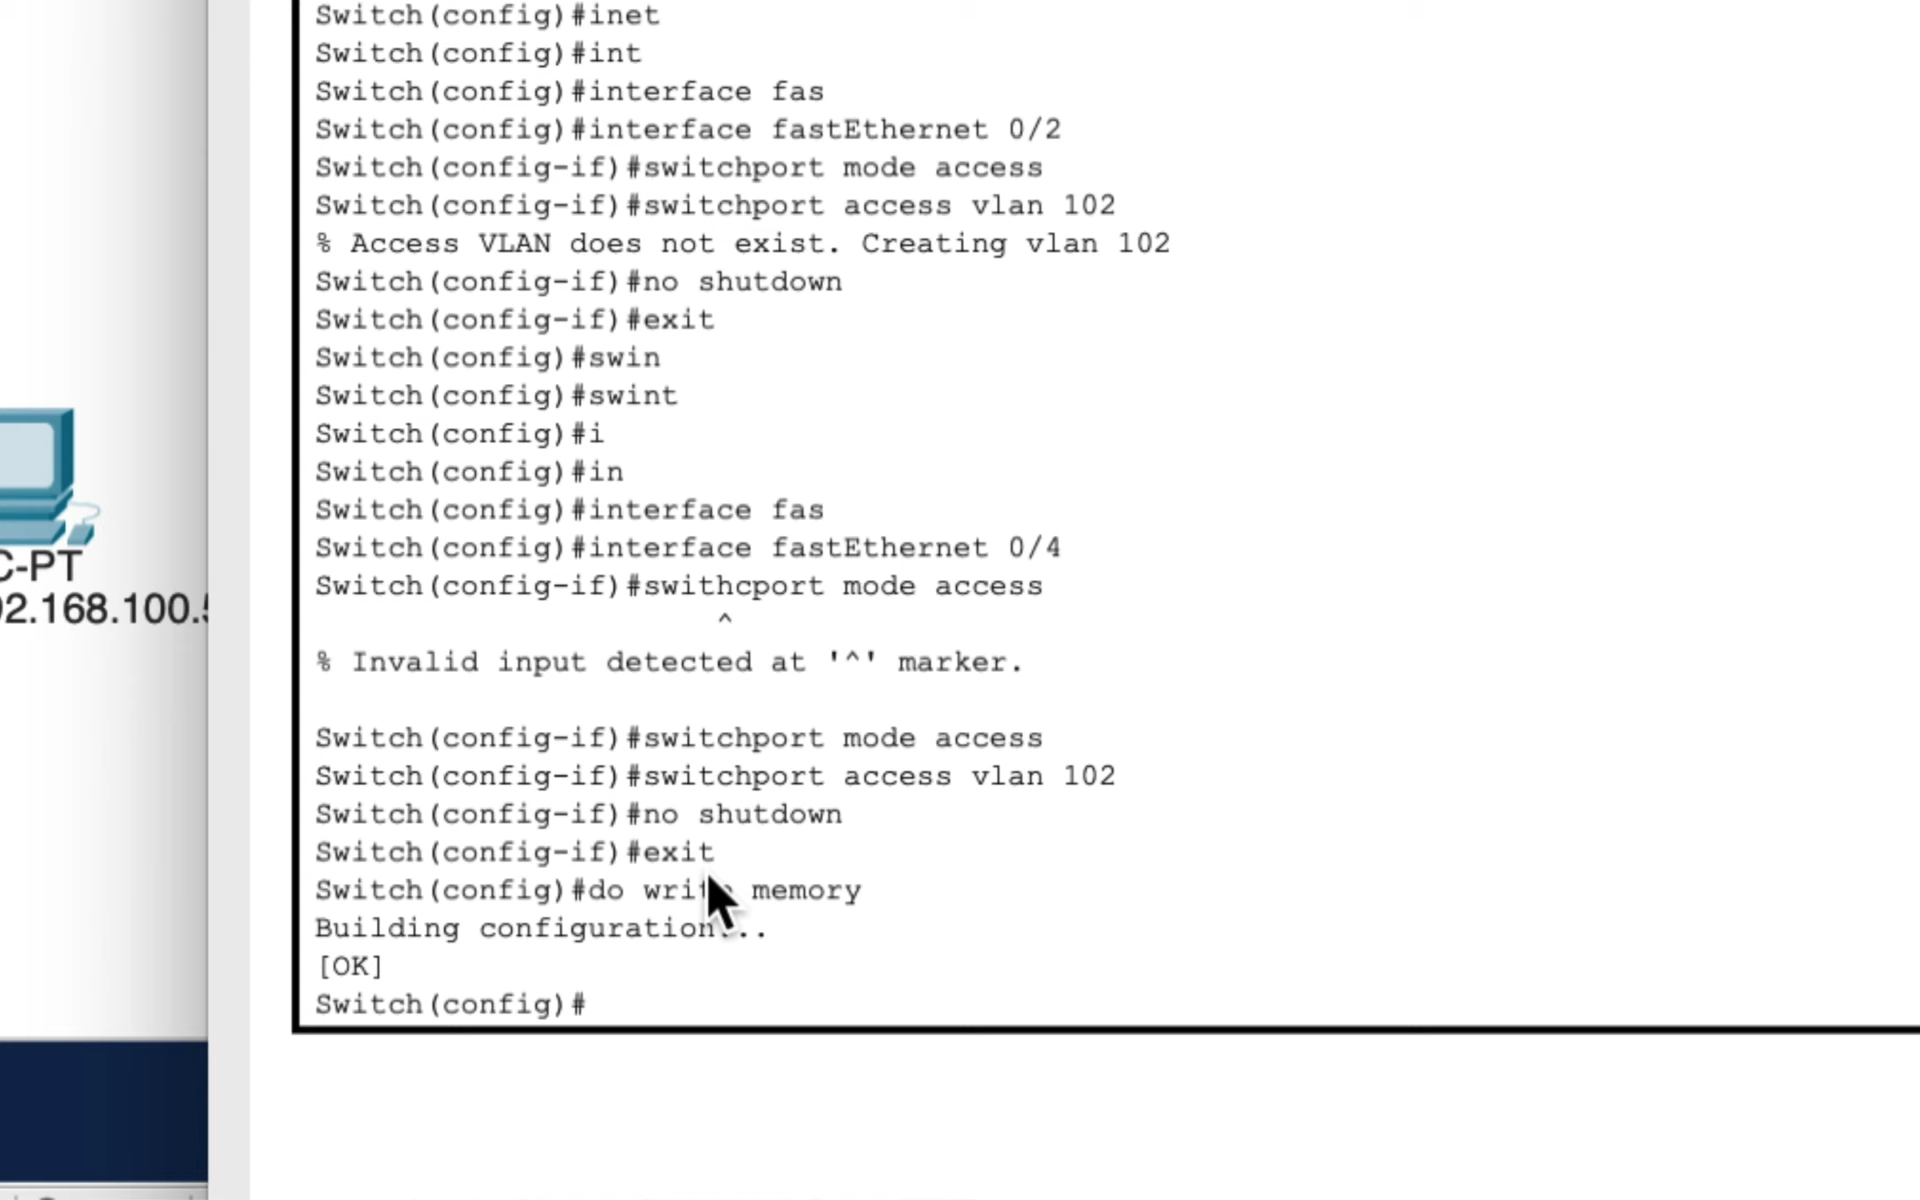 Switch(config)#inet
Switch(config)#int
Switch(config)#interface fas
Switch(config)#interface fastEthernet 0/2
Switch(config-if)#switchport mode access
Switch(config-if)#switchport access vlan 102
% Access VLAN does not exist. Creating vlan 102
Switch(config-if)#no shutdown
Switch(config-if)#exit
Switch(config)#swin
Switch(config)#swint
Switch(config)#i
Switch(config)#in
Switch(config)#interface fas
Switch(config)#interface fastEthernet 0/4
Switch(config-if)#swithcport mode access
^
% Invalid input detected at '^' marker.
Switch(config-if)#switchport mode access
Switch(config-if)#switchport access vlan 102
Switch(config-if)#no shutdown
Switch(config-if)#exit
Switch(config)#do write memory
Building configuration...
[OK]
Switch(config)#
C-PT
92.168.100.5